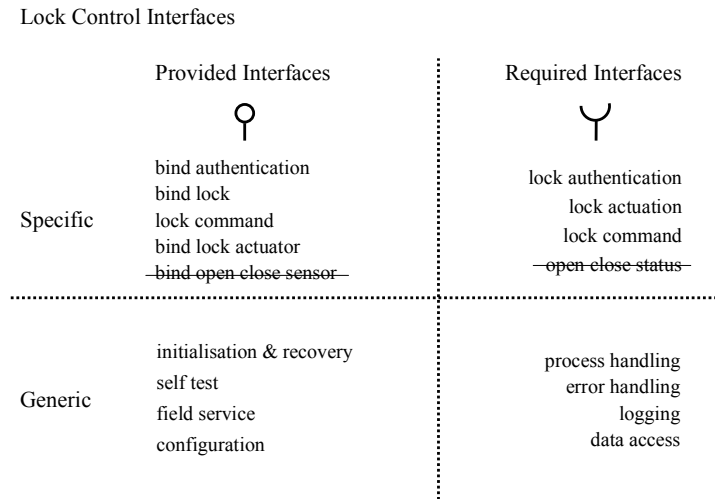 Lock Control Interfaces
Provided Interfaces
Required Interfaces
Specific
bind authentication
bind lock
lock command
bind lock actuator
bind open close sensor
lock authentication
lock actuation
lock command
open close status
Generic
initialisation & recovery
self test
field service
configuration
process handling
error handling
logging
data access